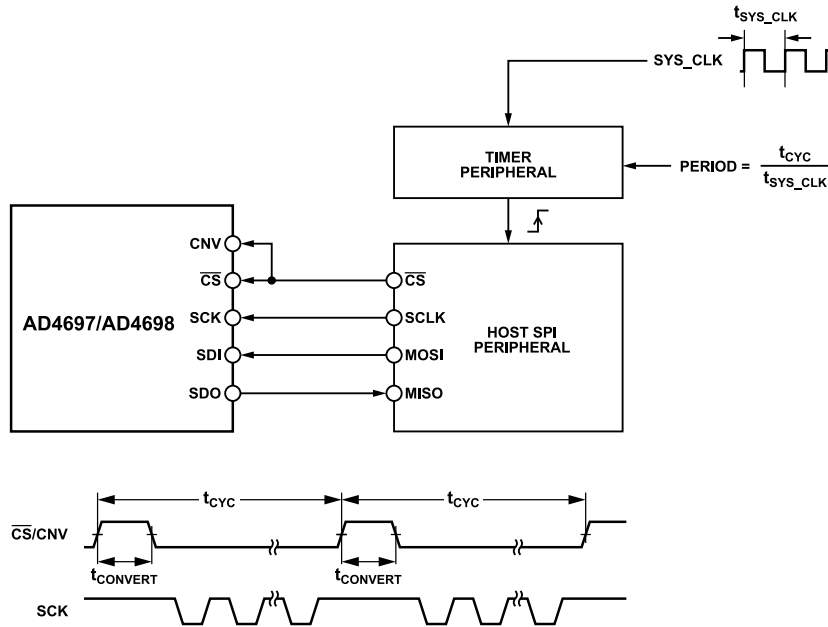 tSYS_CLK
SYS_CLK
TIMER
PERIPHERAL
PERIOD = tCYC
tSYS_CLK
AD4697/AD4698
CNV
CS
SCK
SDI
SDO
CS
SCLK
MOSI
MISO
HOST SPI
PERIPHERAL
tCYC tCYC
CS/CNV
tCONVERT tCONVERT
SCK